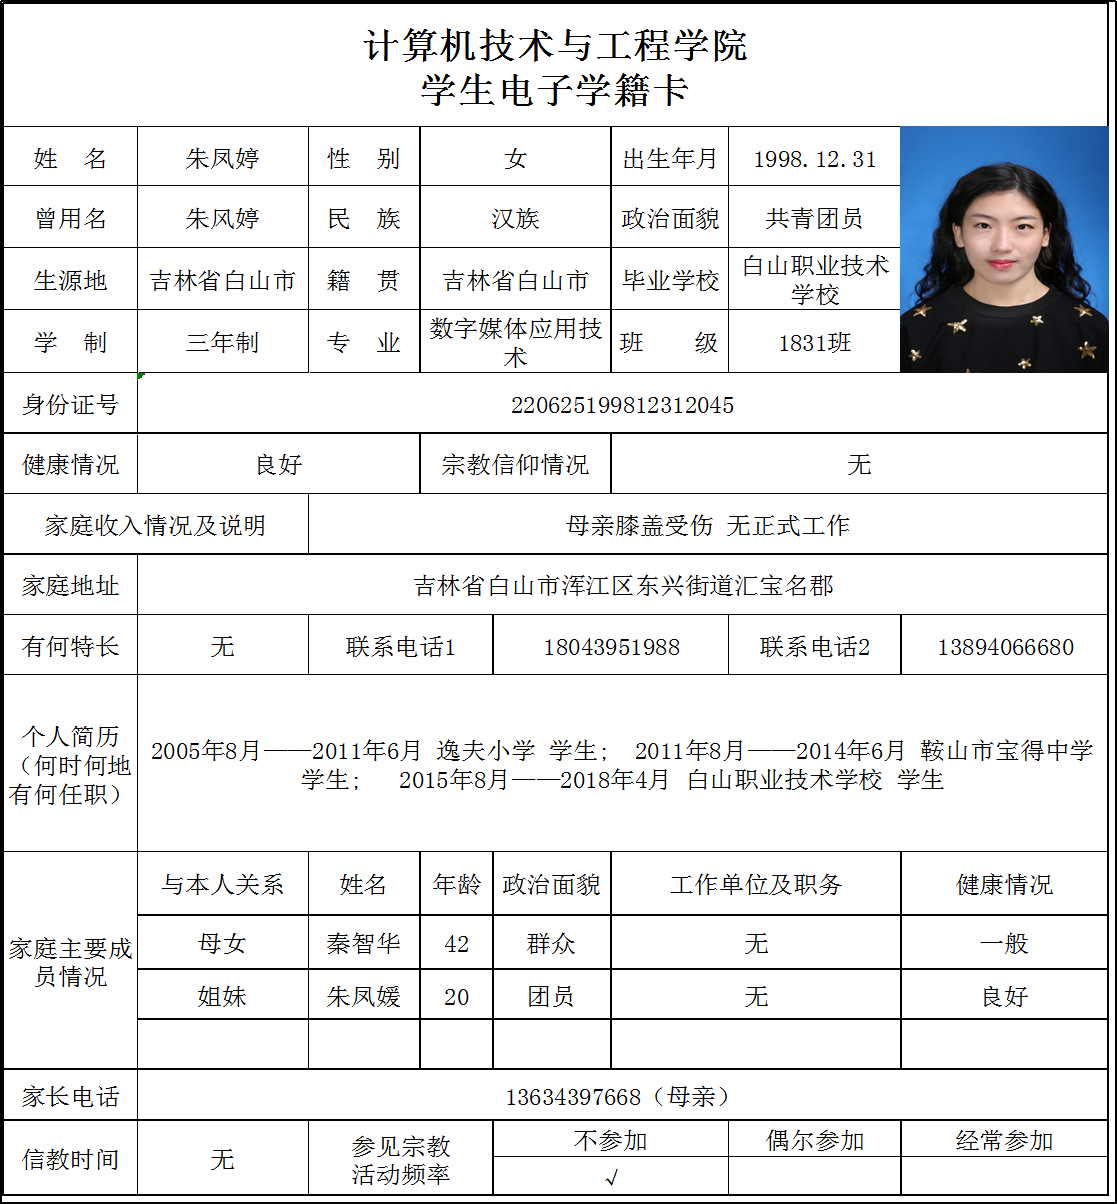 计算机技术与工程学院
学生电子学籍卡
姓 名 朱凤婷 性 别 女 出生年月 1998.12.31
曾用名 朱风婷 民 族 汉族 政治面貌 共青团员
生源地 吉林省白山市 籍 贯 吉林省白山市 毕业学校 白山职业技术
学校
学 制 三年制 专 业 数字媒体应用技
术 班 级 1831班
身份证号 220625199812312045
健康情况 良好 宗教信仰情况 无
家庭收入情况及说明 母亲膝盖受伤 无正式工作
家庭地址 吉林省白山市浑江区东兴街道汇宝名郡
有何特长 无 联系电话1 18043951988 联系电话2 13894066680
个人简历
（何时何地
有何任职）
2005年8月——2011年6月 逸夫小学 学生; 2011年8月——2014年6月 鞍山市宝得中学
学生; 2015年8月——2018年4月 白山职业技术学校 学生
家庭主要成
员情况
与本人关系 姓名 年龄 政治面貌 工作单位及职务 健康情况
母女 秦智华 42 群众 无 一般
姐妹 朱凤媛 20 团员 无 良好
家长电话 13634397668（母亲）
信教时间 无 参见宗教
活动频率
不参加 偶尔参加 经常参加
√